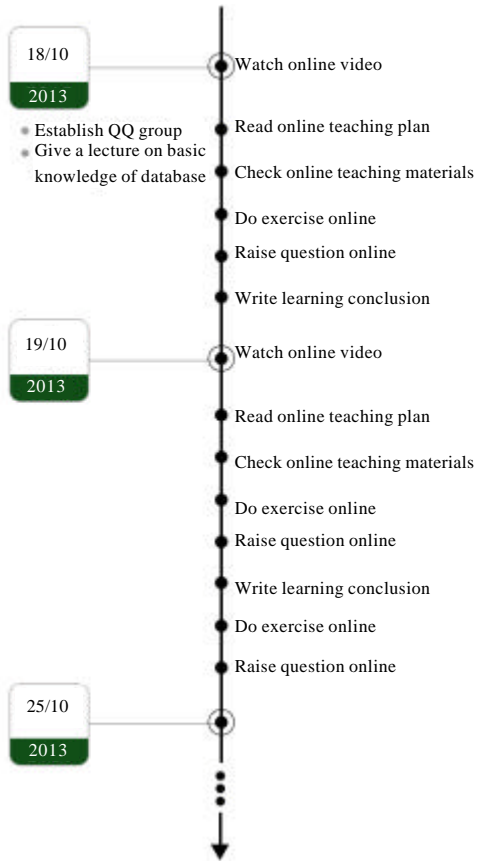 18/10
2013
Watch online video
Establish QQ group
Give a lecture on basic
knowledge of database
Read online teaching plan
Check online teaching materials
Do exercise online
Raise question online
Write learning conclusion
19/10
2013
Watch online video
Read online teaching plan
Check online teaching materials
Do exercise online
Raise question online
Write learning conclusion
Do exercise online
Raise question online
25/10
2013